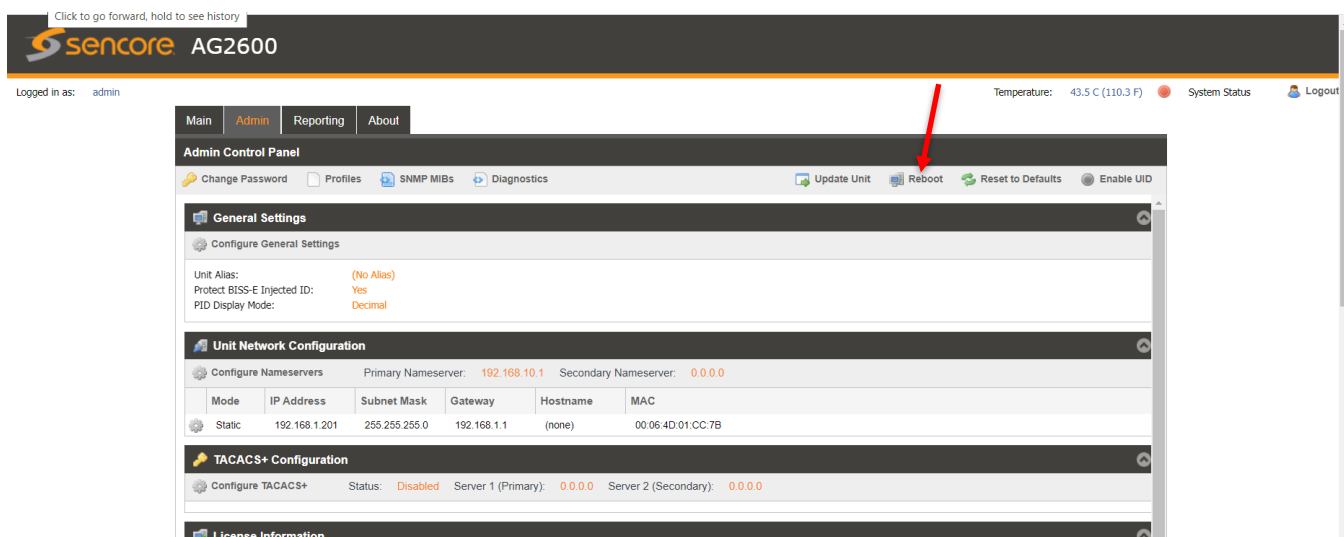 Click to go forward, hold to see history
sencore AG2600
Logged in as: admin Temperature: 43.5 C (110.3 F) System Status Logout
Main Admin Reporting About
Admin Control Panel
Change Password Profiles SNMP MIBs Diagnostics Update Unit Reboot Reset to Defaults Enable UID
General Settings
Configure General Settings
Unit Alias: (No Alias)
Protect BISS-E Injected ID: Yes
PID Display Mode: Decimal
Unit Network Configuration
Configure Nameservers Primary Nameserver: 192.168.10.1 Secondary Nameserver: 0.0.0.0
Mode IP Address Subnet Mask Gateway Hostname MAC
Static 192.168.1.201 255.255.255.0 192.168.1.1 (none) 00:06:4D:01:CC:7B
TACACS+ Configuration
Configure TACACS+ Status: Disabled Server 1 (Primary): 0.0.0.0 Server 2 (Secondary): 0.0.0.0
License Information